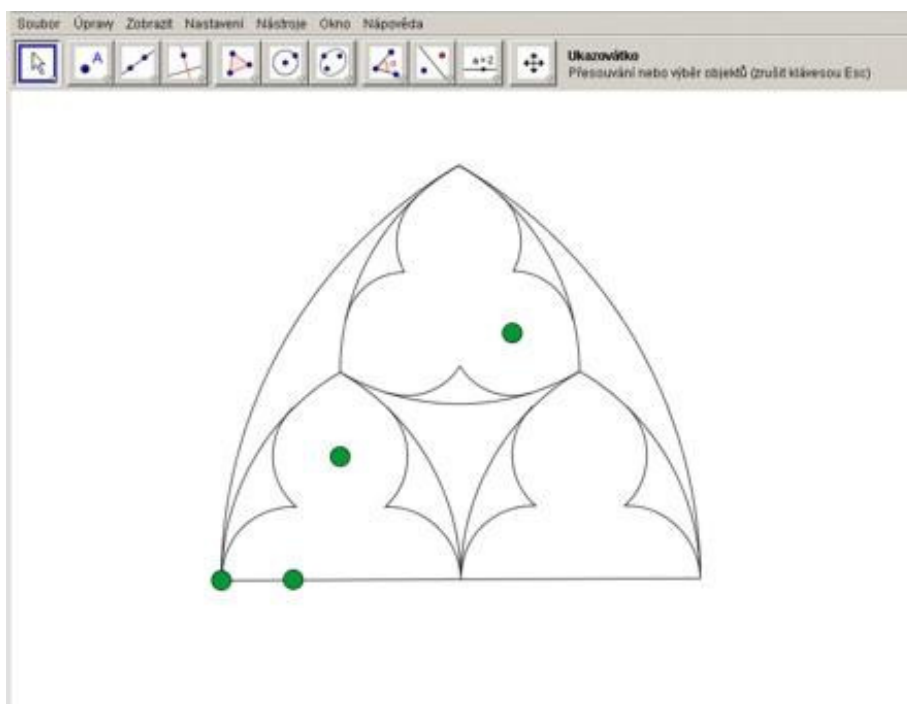 Soubor Úpravy Zobrazit Nastavení Nástroje Okno Nápověda
A
a=2
Ukazovátko
Přesouvání nebo výběr objektů (zrušit klávesou Esc)